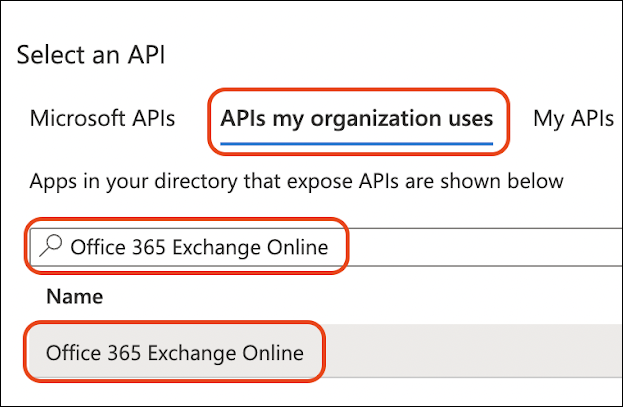 Select an API
Microsoft APIs APIs my organization uses My APIs
Apps in your directory that expose APIs are shown below
Office 365 Exchange Online
Name
Office 365 Exchange Online